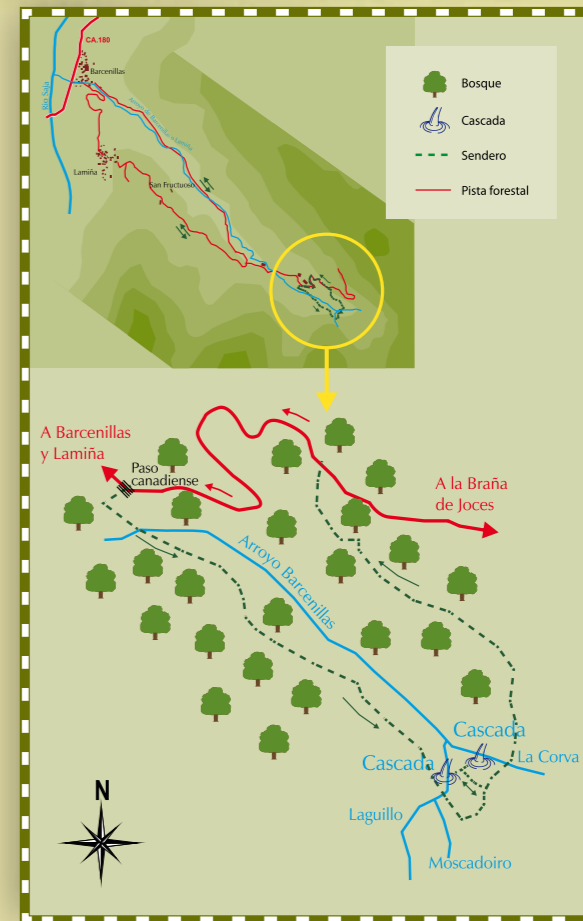 CA.180
Barcenillas
Río Saja
Lamiña
San Fructuoso
Bosque
Cascada
Sendero
Pista forestal
A Barcenillas
y Lamiña
Paso
canadiense
A la Braña
de Joces
Arroyo Barcenillas
Cascada
Cascada
La Corva
Laguillo
Moscadoiro
N